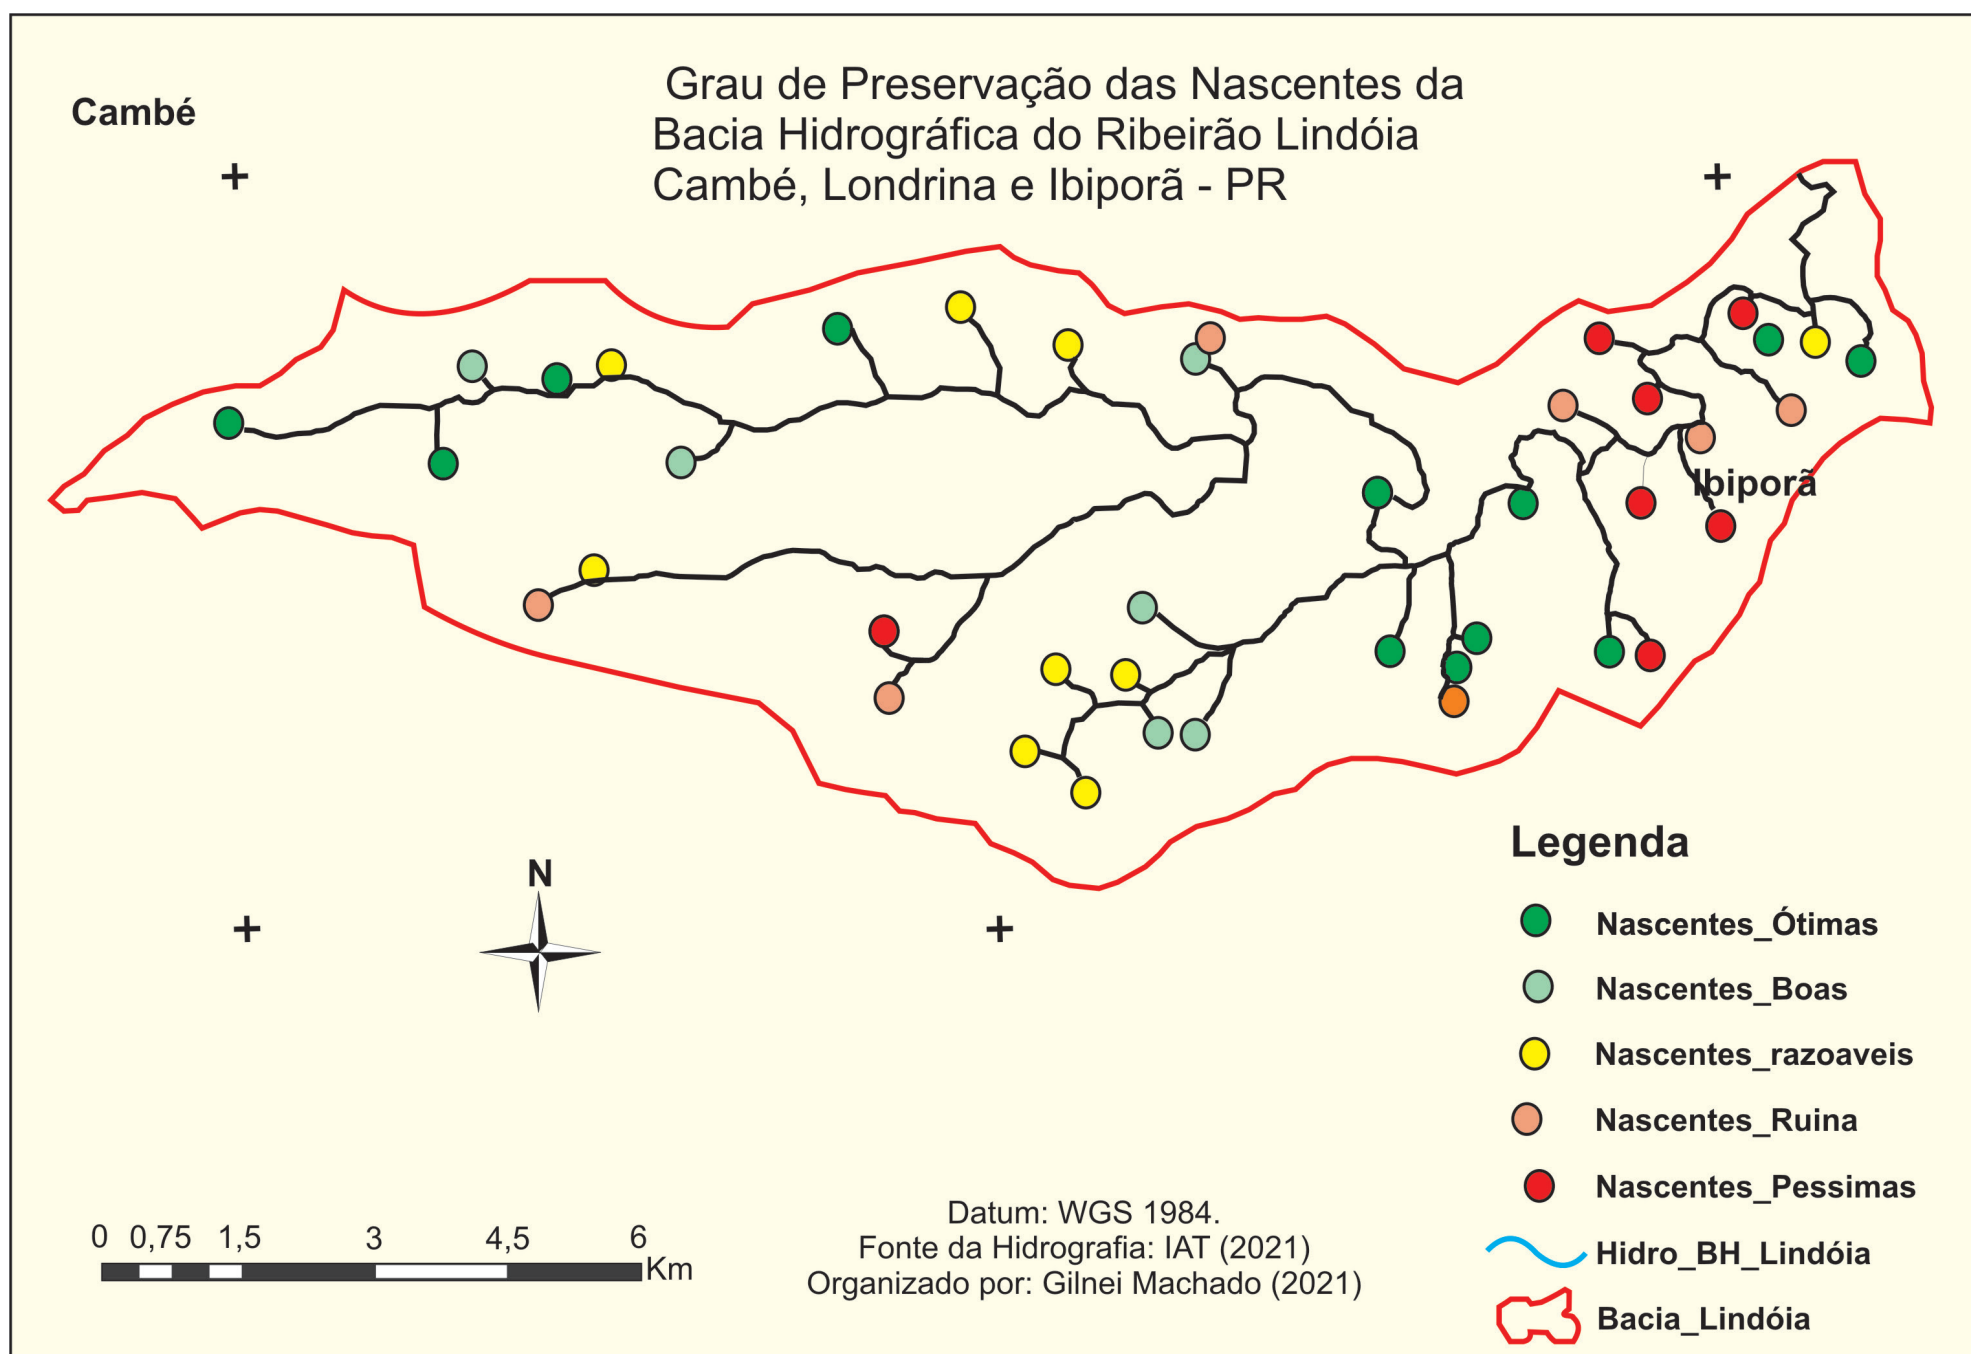 Grau de Preservação das Nascentes da
Bacia Hidrográfica do Ribeirão Lindóia
Cambé, Londrina e Ibiporã - PR
Cambé
Ibiporã
N
Legenda
Nascentes_Ótimas
Nascentes_Boas
Nascentes_razoaveis
Nascentes_Ruina
Nascentes_Pessimas
Hidro_BH_Lindóia
Bacia_Lindóia
0 0,75 1,5 3 4,5 6
Km
Datum: WGS 1984.
Fonte da Hidrografia: IAT (2021)
Organizado por: Gilnei Machado (2021)